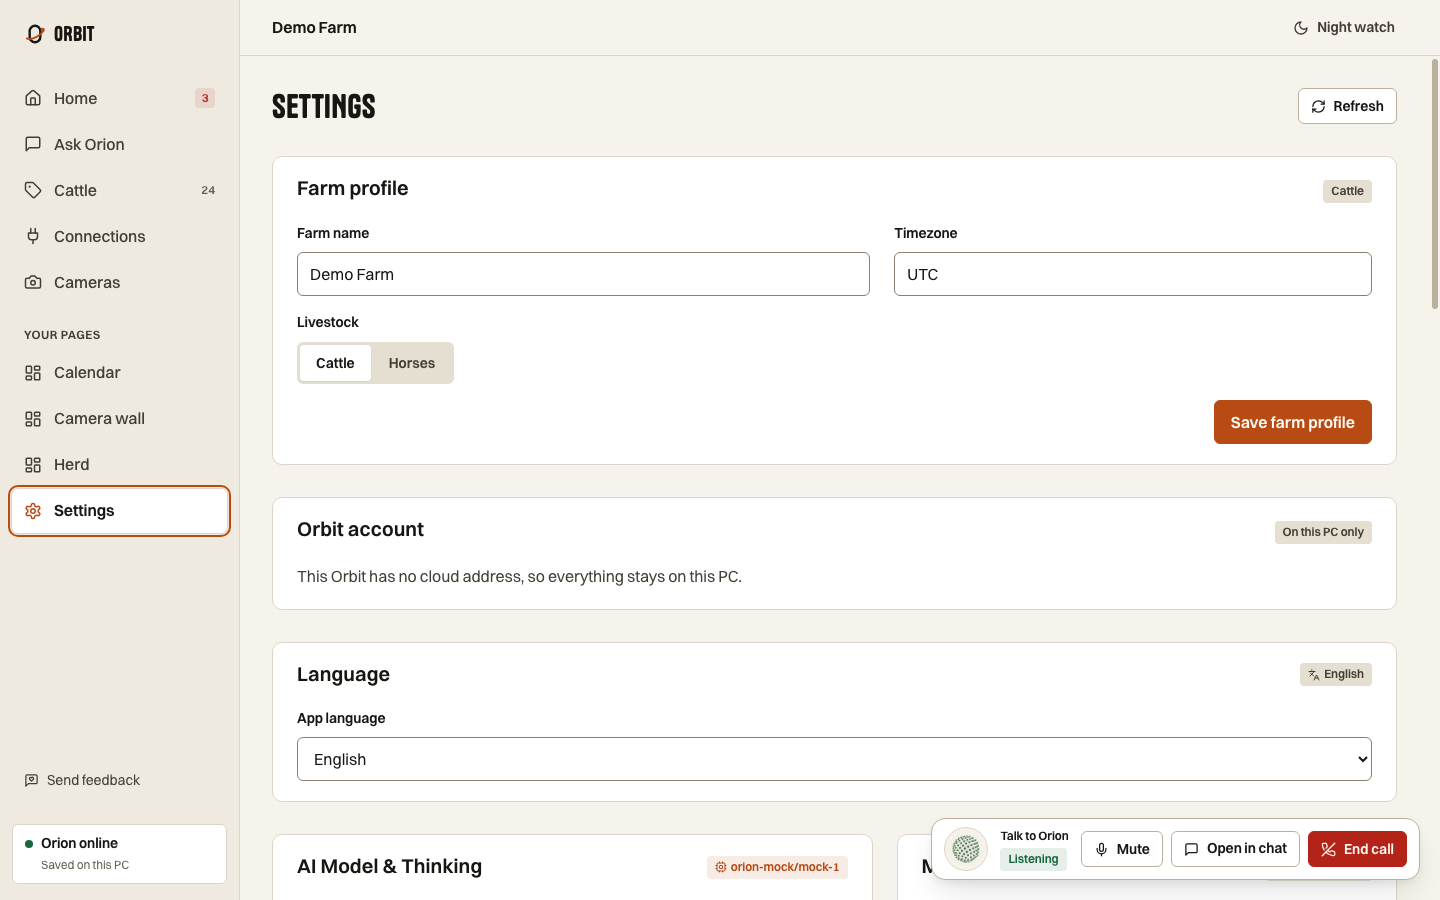 ORBIT
Home 3
Ask Orion
Cattle 24
Connections
Cameras
YOUR PAGES
Calendar
Camera wall
Herd
Settings
Send feedback
Orion online
Saved on this PC
Demo Farm
Night watch
SETTINGS
Refresh
Farm profile
Cattle
Farm name
Timezone
Demo Farm
UTC
Livestock
Cattle Horses
Save farm profile
Orbit account
On this PC only
This Orbit has no cloud address, so everything stays on this PC.
Language
English
App language
English
AI Model & Thinking
orion-mock/mock-1
Talk to Orion
Listening
Mute
Open in chat
End call